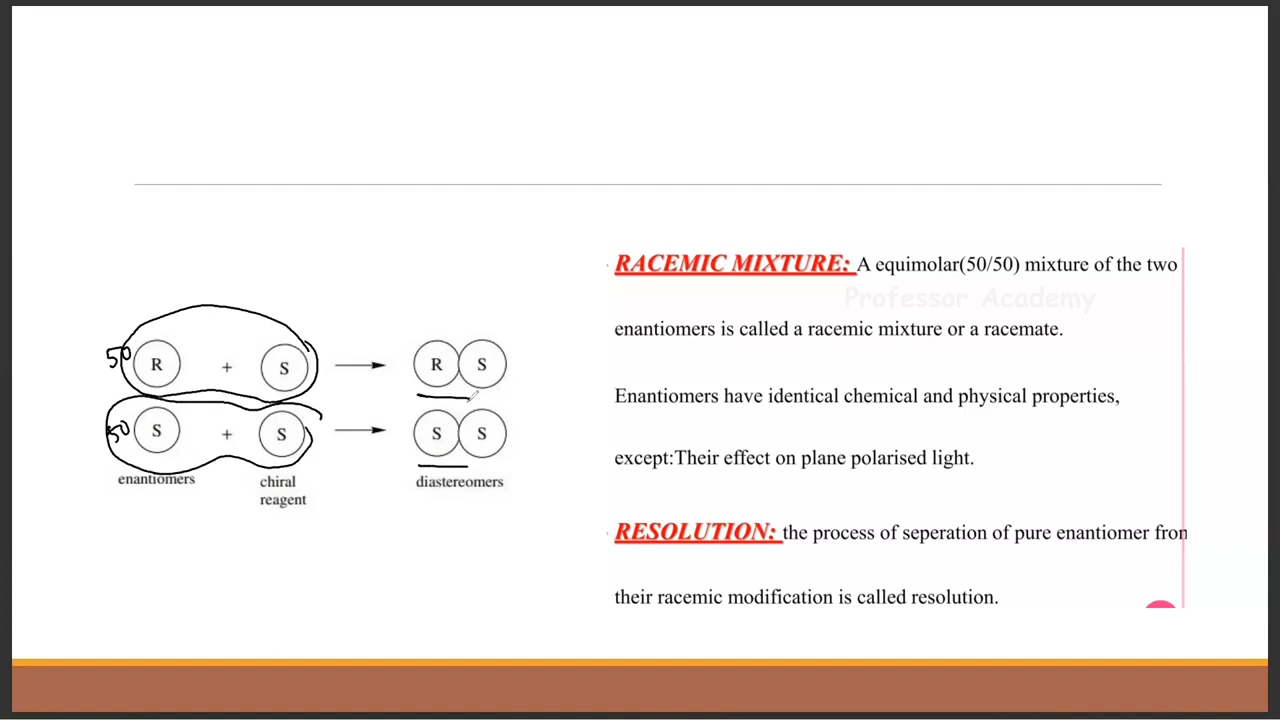 50 R + S R S
50 S + S S S
enantiomers chiral diastereomers
reagent
RACEMIC MIXTURE: A equimolar(50/50) mixture of the two
Professor Academy
enantiomers is called a racemic mixture or a racemate.
Enantiomers have identical chemical and physical properties,
except:Their effect on plane polarised light.
RESOLUTION: the process of seperation of pure enantiomer fron
their racemic modification is called resolution.